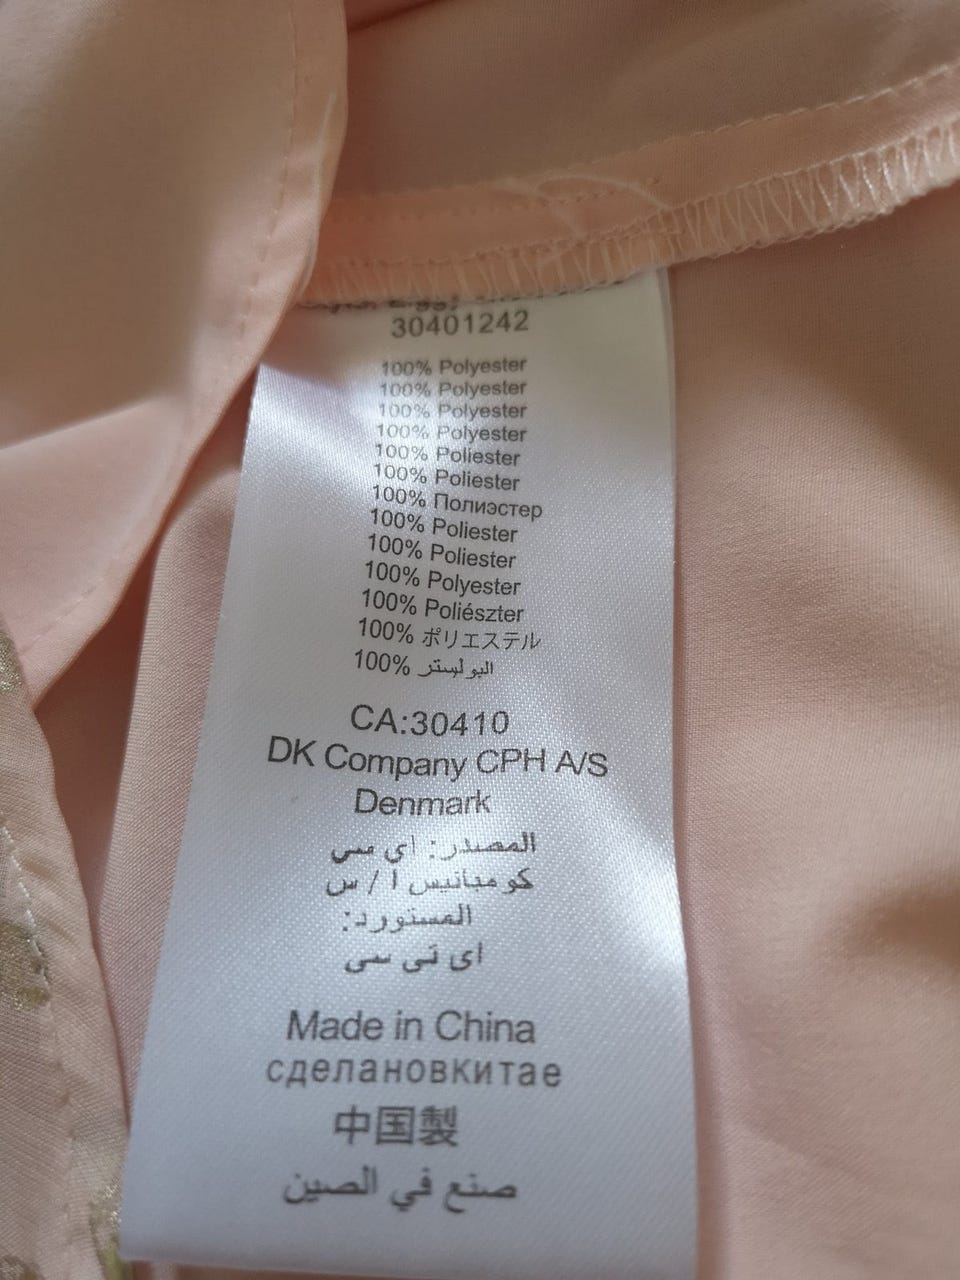 30401242
100% Polyester
100% Polyester
100% Polyester
100% Polyester
100% Poliester
100% Poliester
100% Полиэстер
100% Poliester
100% Poliester
100% Polyester
100% Poliészter
100% ポリエステル
100% البوليستر
CA:30410
DK Company CPH A/S
Denmark
المصدر: اي سي
كومبانيس ا / س
المستورد:
اى تى سى
Made in China
сделановКитае
中国製
صنع في الصين